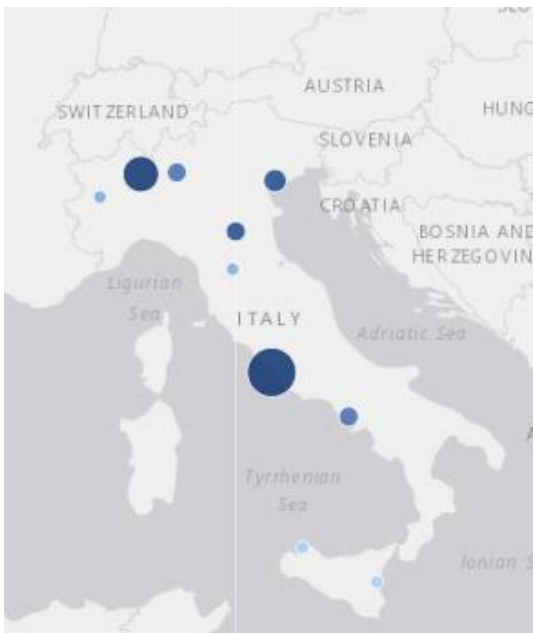 AUSTRIA
SWITZERLAND
HUNG
SLOVENIA
CROATIA
BOSNIA AND
HERZEGOVIN
Ligurian
Sea
ITALY
Adriatic Sea
Tyrrhenian
Sea
Ionian S